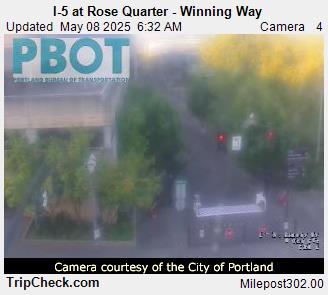 I-5 at Rose Quarter - Winning Way
Updated May 08 2025 6:32 AM Camera 4
PBOT
PORTLAND BUREAU OF TRANSPORTATION
Camera courtesy of the City of Portland
TripCheck.com Milepost302.00